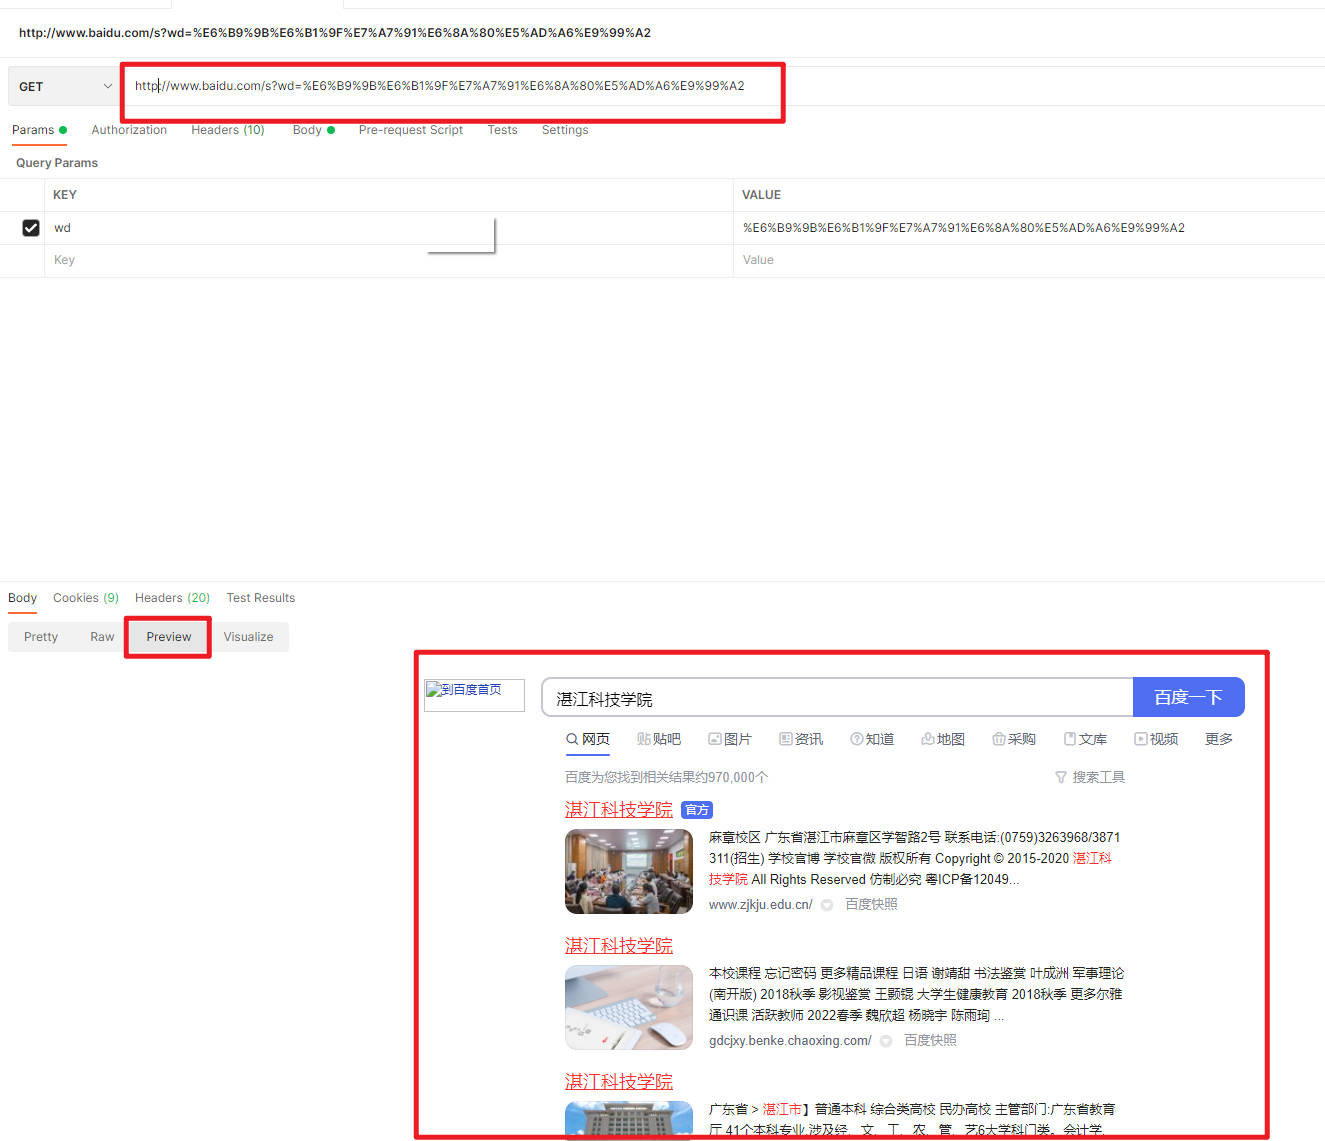 http://www.baidu.com/s?wd=%E6%B9%9B%E6%B1%9F%E7%A7%91%E6%8A%80%E5%AD%A6%E9%99%A2
GET
http://www.baidu.com/s?wd=%E6%B9%9B%E6%B1%9F%E7%A7%91%E6%8A%80%E5%AD%A6%E9%99%A2
Params Authorization Headers (10) Body Pre-request Script Tests Settings
Query Params
KEY VALUE
wd %E6%B9%9B%E6%B1%9F%E7%A7%91%E6%8A%80%E5%AD%A6%E9%99%A2
Key Value
Body Cookies (9) Headers (20) Test Results
Pretty Raw Preview Visualize
到百度首页 湛江科技学院 百度一下
网页 贴吧 图片 资讯 知道 地图 采购 文库 视频 更多
百度为您找到相关结果约970,000个 搜索工具
湛江科技学院 官方
麻章校区 广东省湛江市麻章区学智路2号 联系电话:(0759)3263968/3871
311(招生) 学校官博 学校官微 版权所有 Copyright © 2015-2020 湛江科
技学院 All Rights Reserved 仿制必究 粤ICP备12049...
www.zjkju.edu.cn/ 百度快照
湛江科技学院
本校课程 忘记密码 更多精品课程 日语 谢靖甜 书法鉴赏 叶成洲 军事理论
(南开版) 2018秋季 影视鉴赏 王颢锟 大学生健康教育 2018秋季 更多尔雅
通识课 活跃教师 2022春季 魏欣超 杨晓宇 陈雨珣 ...
gdcjxy.benke.chaoxing.com/ 百度快照
湛江科技学院
广东省 > 湛江市】普通本科 综合类高校 民办高校 主管部门:广东省教育
厅 41个本科专业 涉及经、文、工、农、管、艺6大学科门类。会计学、